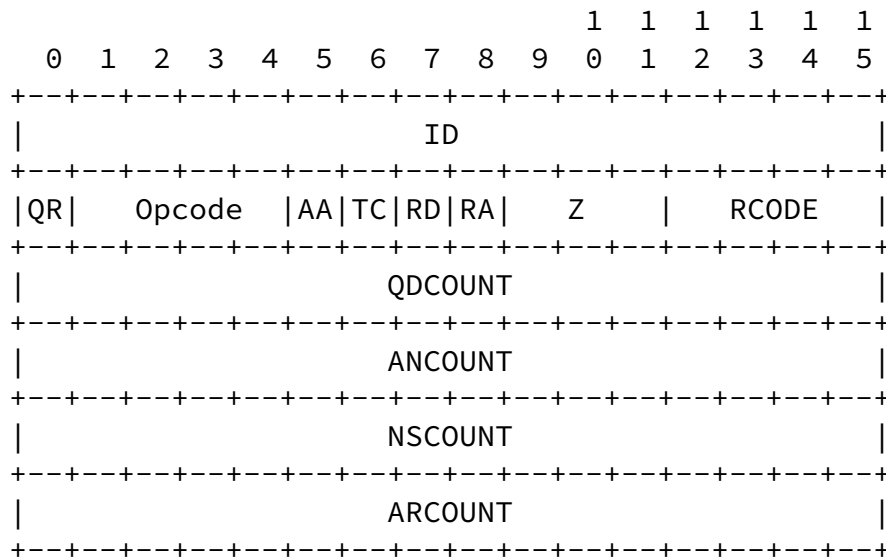 1  1  1  1  1  1
  0  1  2  3  4  5  6  7  8  9  0  1  2  3  4  5
+--+--+--+--+--+--+--+--+--+--+--+--+--+--+--+--+
|                      ID                       |
+--+--+--+--+--+--+--+--+--+--+--+--+--+--+--+--+
|QR|   Opcode  |AA|TC|RD|RA|   Z    |   RCODE   |
+--+--+--+--+--+--+--+--+--+--+--+--+--+--+--+--+
|                    QDCOUNT                    |
+--+--+--+--+--+--+--+--+--+--+--+--+--+--+--+--+
|                    ANCOUNT                    |
+--+--+--+--+--+--+--+--+--+--+--+--+--+--+--+--+
|                    NSCOUNT                    |
+--+--+--+--+--+--+--+--+--+--+--+--+--+--+--+--+
|                    ARCOUNT                    |
+--+--+--+--+--+--+--+--+--+--+--+--+--+--+--+--+